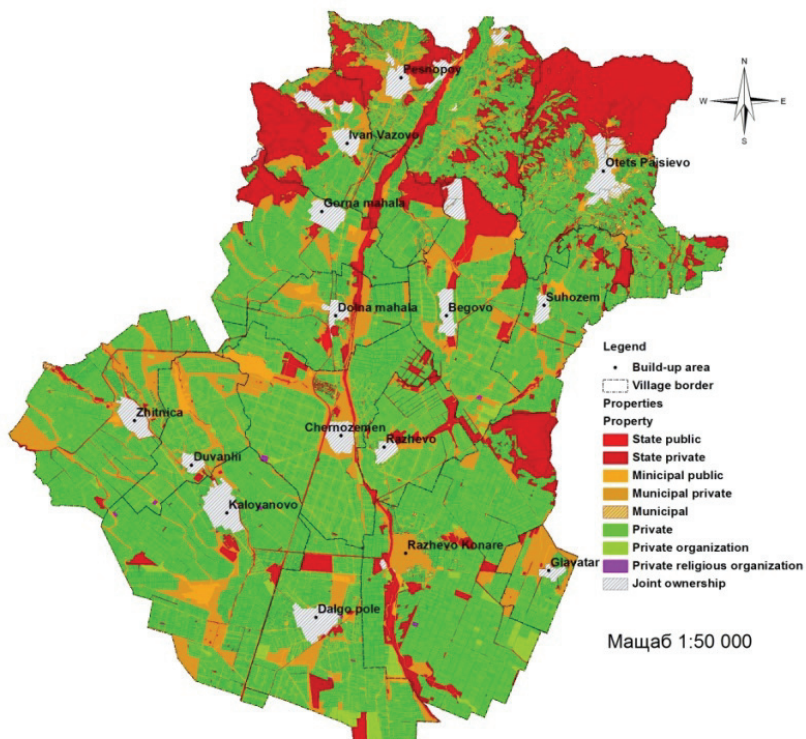 Pesnopoy
N
W
E
S
Ivan Vazovo
Otets Paisievo
Gorna mahala
Dolna mahala
Begovo
Suhozem
Legend
Build-up area
Village border
Properties
Property
State public
State private
Minicipal public
Municipal private
Municipal
Private
Private organization
Private religious organization
Joint ownership
Zhitnica
Chernozemen
Razhevo
Duvanlii
Kaloyanovo
Razhevo Konare
Glavatar
Dalgo pole
Мащаб 1:50 000